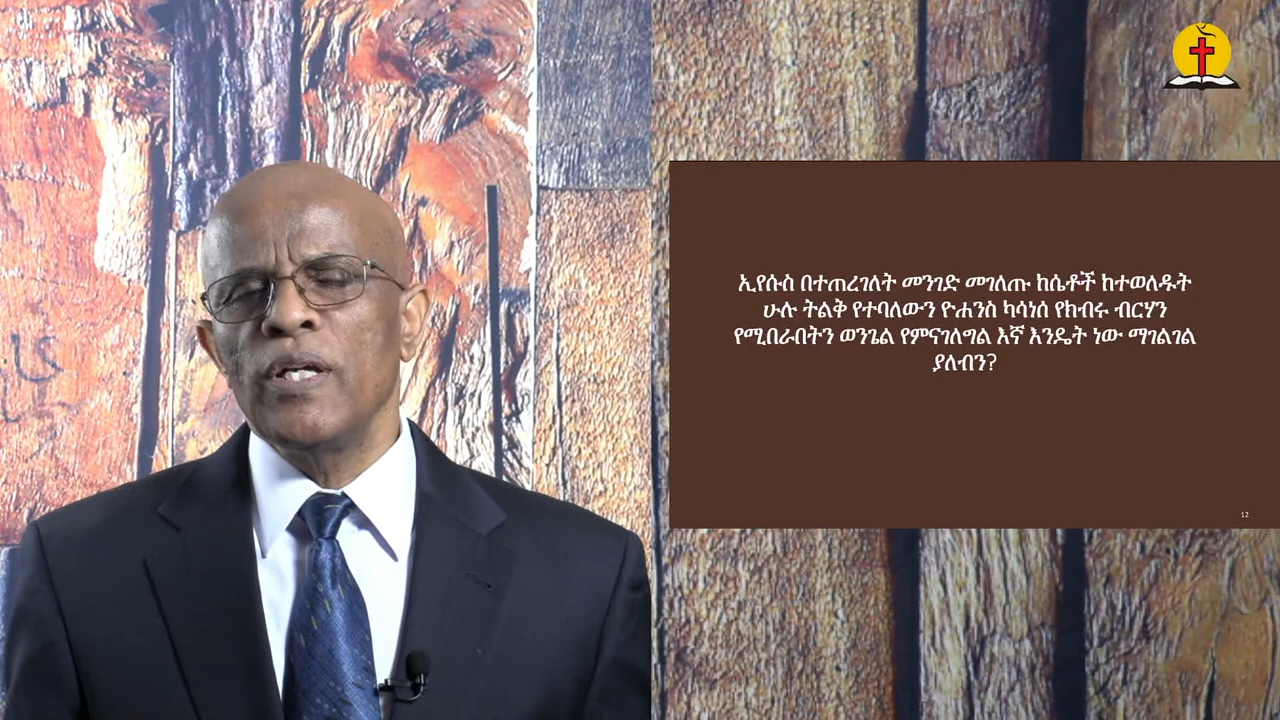 ኢየሱስ በተጠረገለት መንገድ መገለጡ ከሴቶች ከተወለዱት
ሁሉ ትልቅ የተባለውን ዮሐንስ ካሳነሰ የክብሩ ብርሃን
የሚበራበትን ወንጌል የምናገለግል እኛ እንዴት ነው ማገልገል
ያለብን?
12